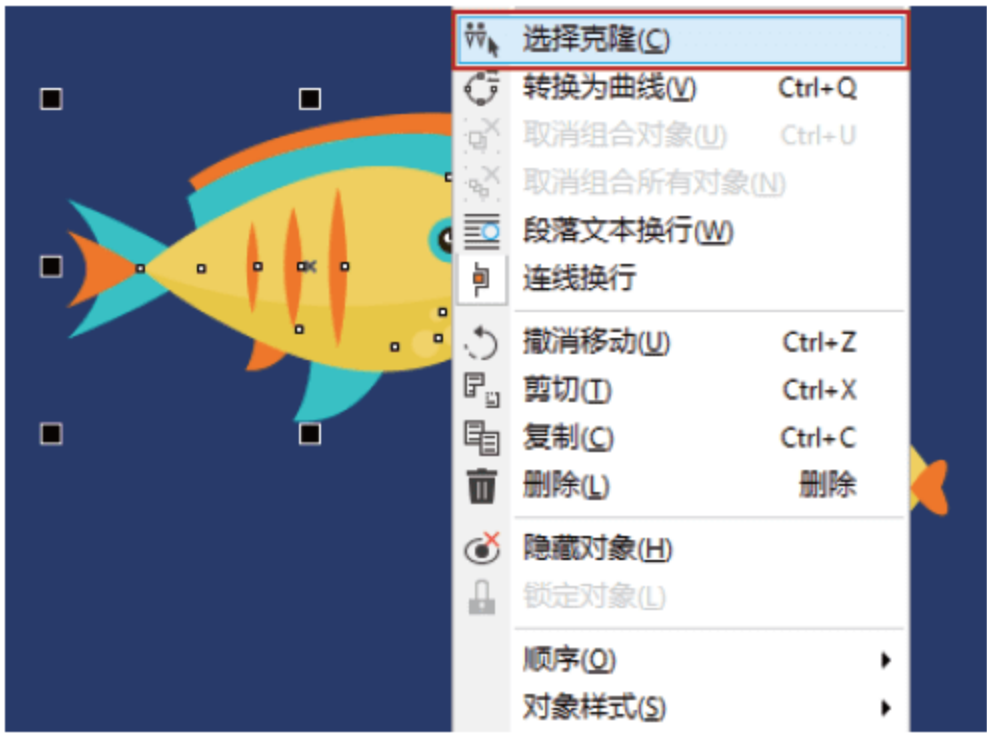 选择克隆(C)
转换为曲线(V) Ctrl+Q
取消组合对象(U) Ctrl+U
取消组合所有对象(N)
段落文本换行(W)
连线换行
撤消移动(U) Ctrl+Z
剪切(T) Ctrl+X
复制(C) Ctrl+C
删除(L) 删除
隐藏对象(H)
锁定对象(L)
顺序(O)
对象样式(S)